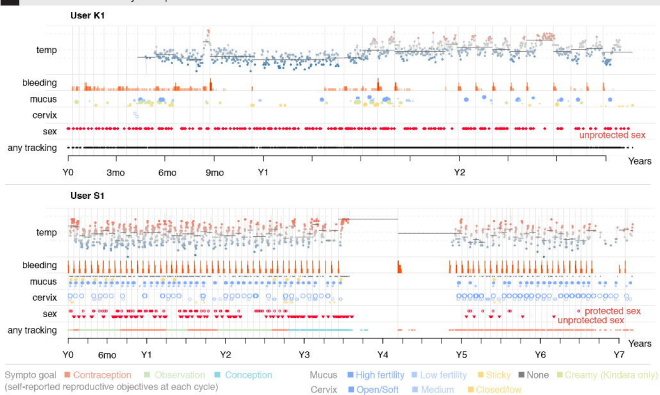 User K1
temp
bleeding
mucus
cervix
sex
unprotected sex
any tracking
Years
Y0 3mo 6mo 9mo Y1 Y2
User S1
temp
bleeding
mucus
cervix
sex
protected sex
unprotected sex
any tracking
Years
Y0 6mo Y1 Y2 Y3 Y4 Y5 Y6 Y7
Sympto goal Contraception Observation Conception Mucus High fertility Low fertility Sticky None Creamy (Kindara only)
(self-reported reproductive objectives at each cycle) Cervix Open/Soft Medium Closed/low